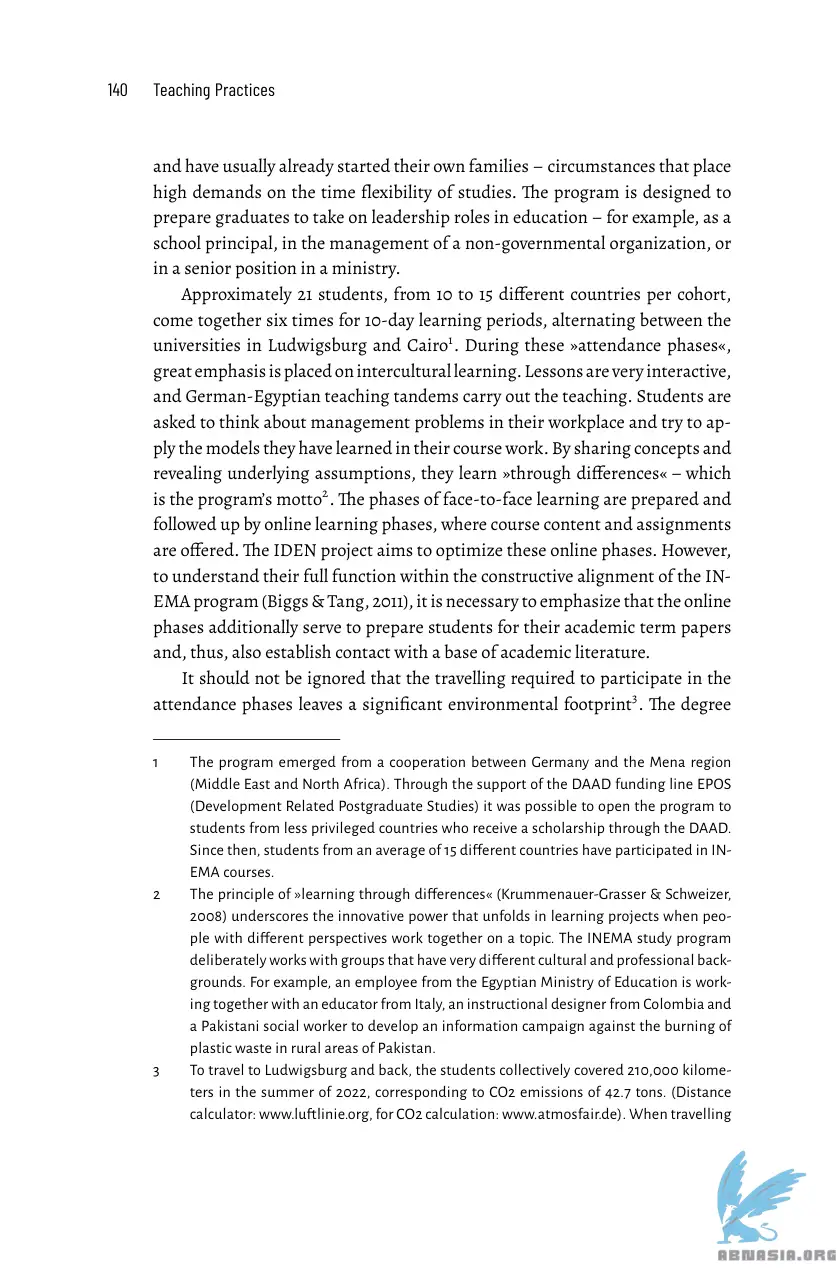 140 Teaching Practices
and have usually already started their own families – circumstances that place
high demands on the time flexibility of studies. The program is designed to
prepare graduates to take on leadership roles in education – for example, as a
school principal, in the management of a non-governmental organization, or
in a senior position in a ministry.
Approximately 21 students, from 10 to 15 different countries per cohort,
come together six times for 10-day learning periods, alternating between the
universities in Ludwigsburg and Cairo1. During these »attendance phases«,
great emphasis is placed on intercultural learning. Lessons are very interactive,
and German-Egyptian teaching tandems carry out the teaching. Students are
asked to think about management problems in their workplace and try to ap-
ply the models they have learned in their course work. By sharing concepts and
revealing underlying assumptions, they learn »through differences« – which
is the program's motto2. The phases of face-to-face learning are prepared and
followed up by online learning phases, where course content and assignments
are offered. The IDEN project aims to optimize these online phases. However,
to understand their full function within the constructive alignment of the IN-
EMA program (Biggs & Tang, 2011), it is necessary to emphasize that the online
phases additionally serve to prepare students for their academic term papers
and, thus, also establish contact with a base of academic literature.
It should not be ignored that the travelling required to participate in the
attendance phases leaves a significant environmental footprint3. The degree
1 The program emerged from a cooperation between Germany and the Mena region
(Middle East and North Africa). Through the support of the DAAD funding line EPOS
(Development Related Postgraduate Studies) it was possible to open the program to
students from less privileged countries who receive a scholarship through the DAAD.
Since then, students from an average of 15 different countries have participated in IN-
EMA courses.
2 The principle of »learning through differences« (Krummenauer-Grasser & Schweizer,
2008) underscores the innovative power that unfolds in learning projects when peo-
ple with different perspectives work together on a topic. The INEMA study program
deliberately works with groups that have very different cultural and professional back-
grounds. For example, an employee from the Egyptian Ministry of Education is work-
ing together with an educator from Italy, an instructional designer from Colombia and
a Pakistani social worker to develop an information campaign against the burning of
plastic waste in rural areas of Pakistan.
3 To travel to Ludwigsburg and back, the students collectively covered 210,000 kilome-
ters in the summer of 2022, corresponding to CO2 emissions of 42.7 tons. (Distance
calculator: www.luftlinie.org, for CO2 calculation: www.atmosfair.de). When travelling
ABNASIA.ORG